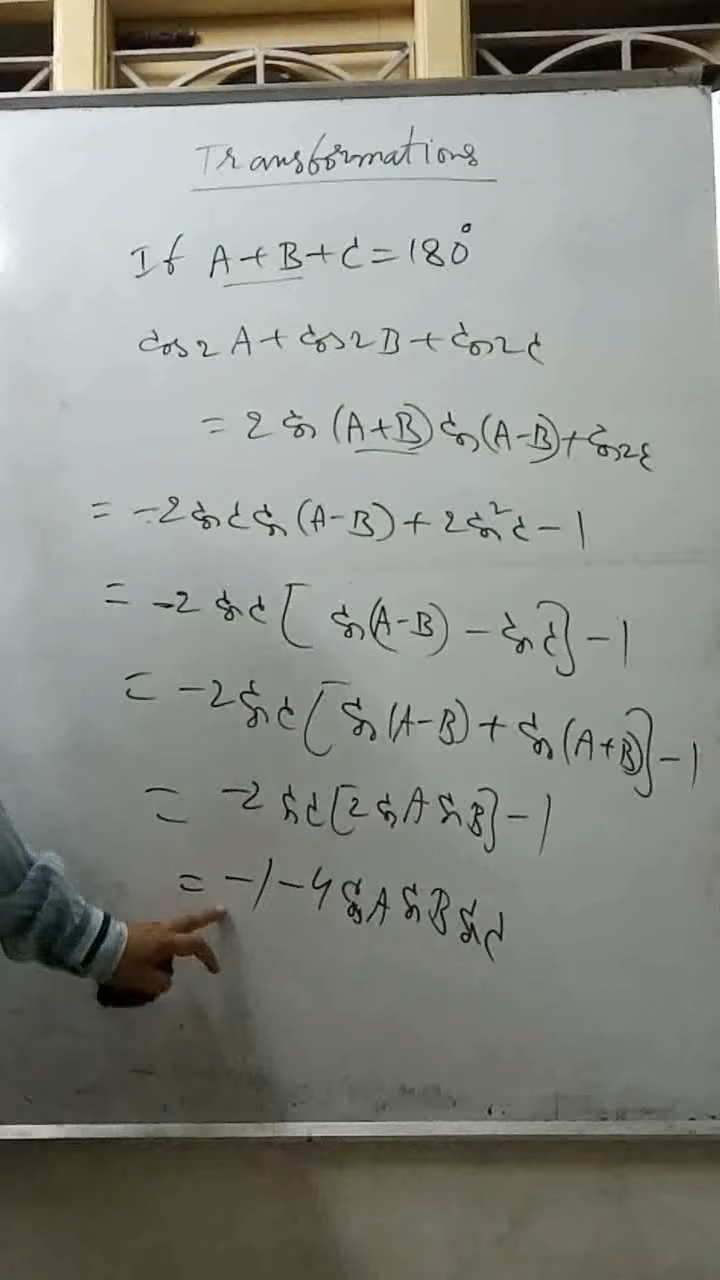 Transformations
If A+B+C=180°
cos2A+cos2B+cos2C
=2cos(A+B)cos(A-B)+cos2C
=-2cosCcos(A-B)+2cos²C-1
=-2cosC[cos(A-B)-cosC]-1
=-2cosC[cos(A-B)+cos(A+B)]-1
=-2cosC[2cosAcosB]-1
=-1-4cosAcosBcosC